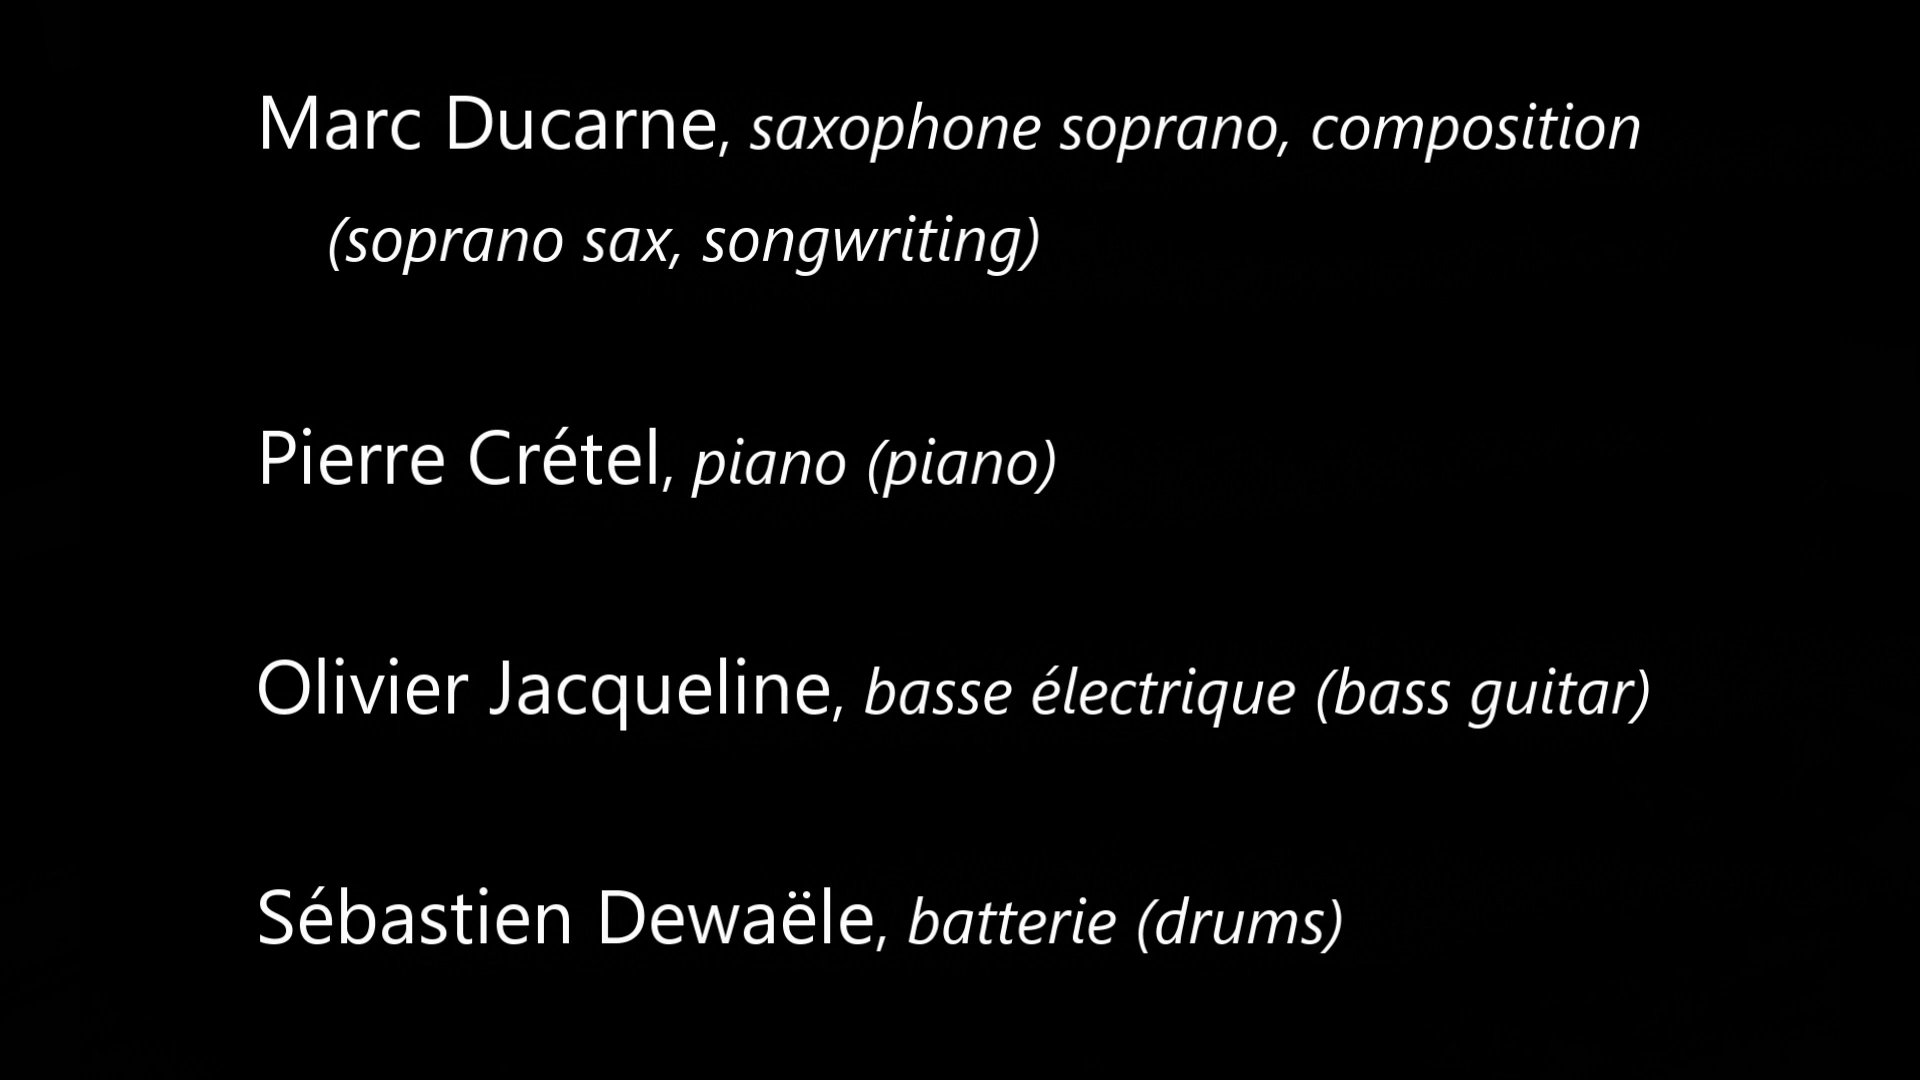 Marc Ducarne, saxophone soprano, composition
(soprano sax, songwriting)
Pierre Crétel, piano (piano)
Olivier Jacqueline, basse électrique (bass guitar)
Sébastien Dewaële, batterie (drums)